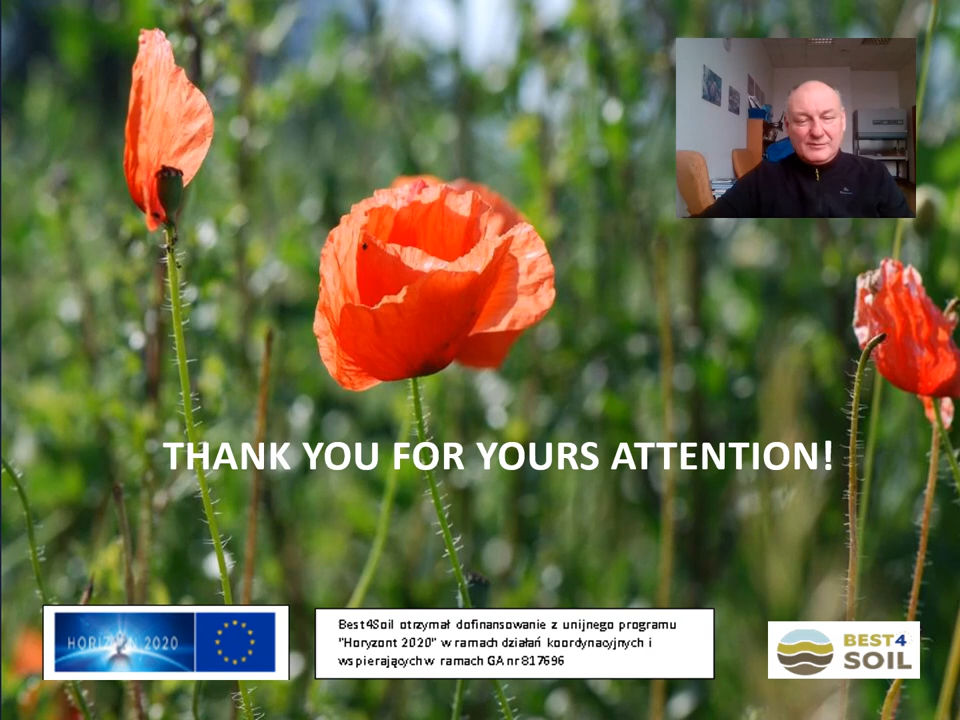 THANK YOU FOR YOURS ATTENTION!
HORIZON 2020
Best4Soil otrzymał dofinansowanie z unijnego programu
"Horyzont 2020" w ramach działań koordynacyjnych i
wspierających w ramach GA nr 817696
BEST4
SOIL